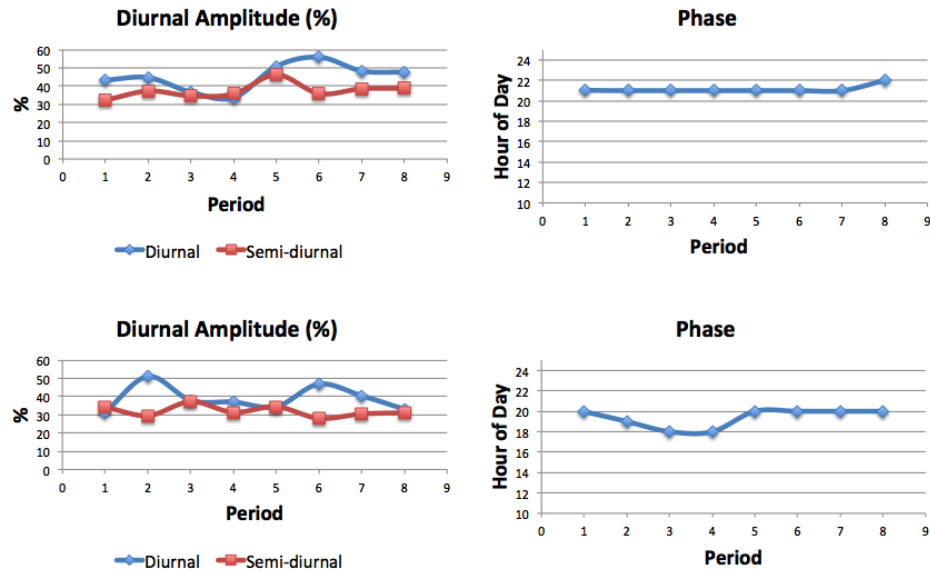 Diurnal Amplitude (%)
60
50
40
30
20
10
0
%
0 1 2 3 4 5 6 7 8 9
Period
Diurnal Semi-diurnal
Phase
24
22
20
18
16
14
12
10
Hour of Day
0 1 2 3 4 5 6 7 8 9
Period
Diurnal Amplitude (%)
60
50
40
30
20
10
0
%
0 1 2 3 4 5 6 7 8 9
Period
Diurnal Semi-diurnal
Phase
24
22
20
18
16
14
12
10
Hour of Day
0 1 2 3 4 5 6 7 8 9
Period